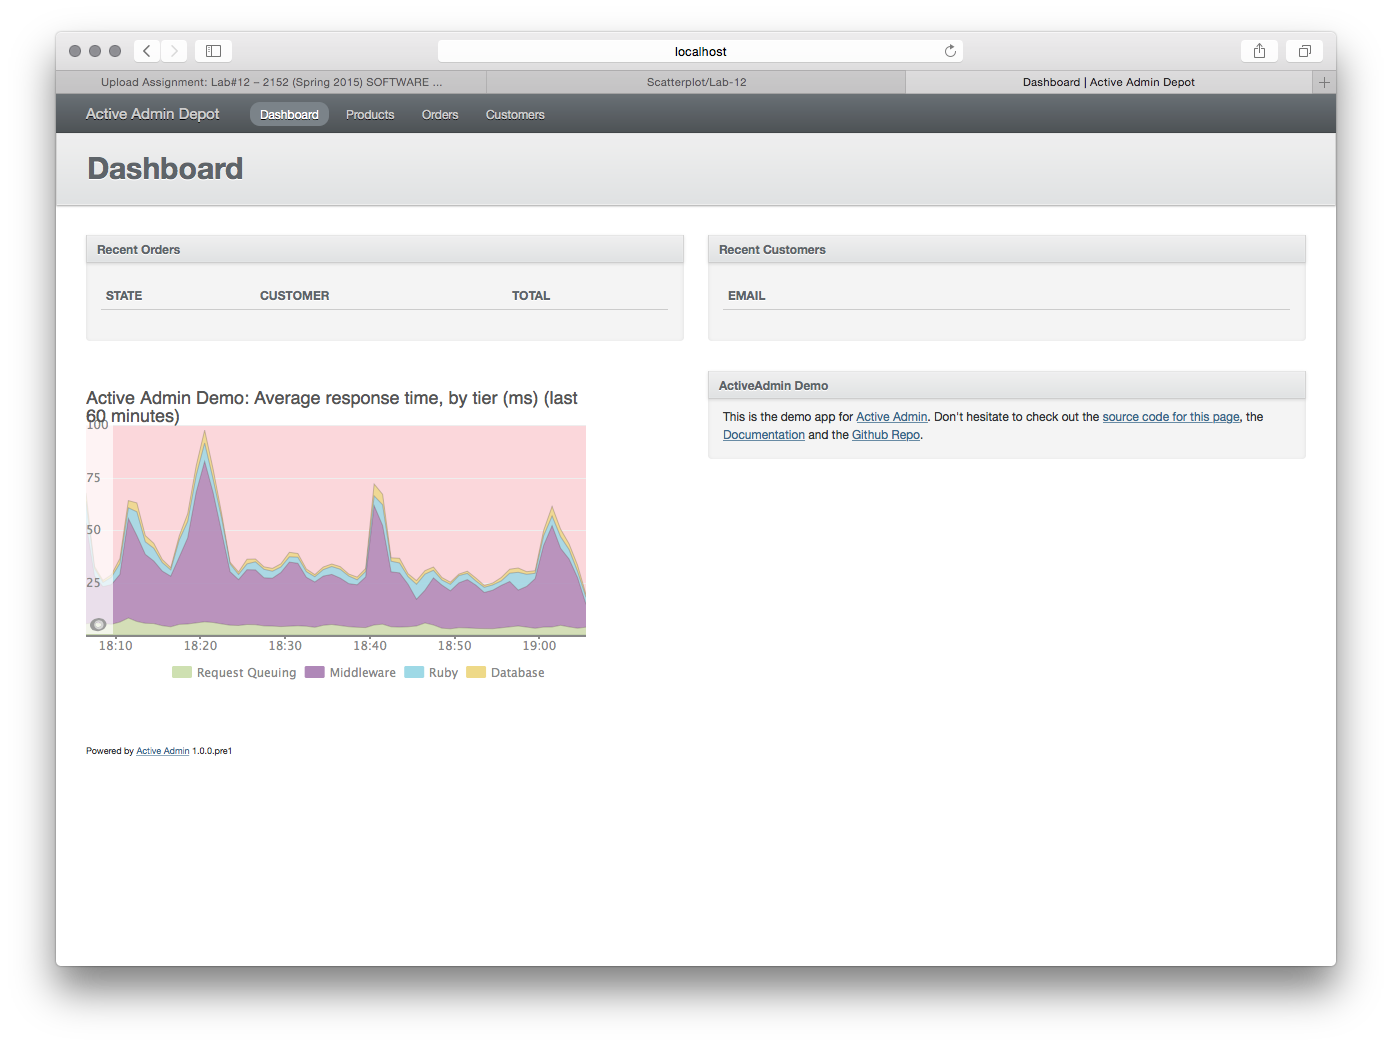 localhost
Upload Assignment: Lab#12 – 2152 (Spring 2015) SOFTWARE ...
Scatterplot/Lab-12
Dashboard | Active Admin Depot
Active Admin Depot
Dashboard
Products
Orders
Customers
Dashboard
Recent Orders
STATE CUSTOMER TOTAL
Recent Customers
EMAIL
Active Admin Demo: Average response time, by tier (ms) (last
60 minutes)
100
75
50
25
18:10 18:20 18:30 18:40 18:50 19:00
Request Queuing Middleware Ruby Database
ActiveAdmin Demo
This is the demo app for Active Admin. Don't hesitate to check out the source code for this page, the
Documentation and the Github Repo.
Powered by Active Admin 1.0.0.pre1